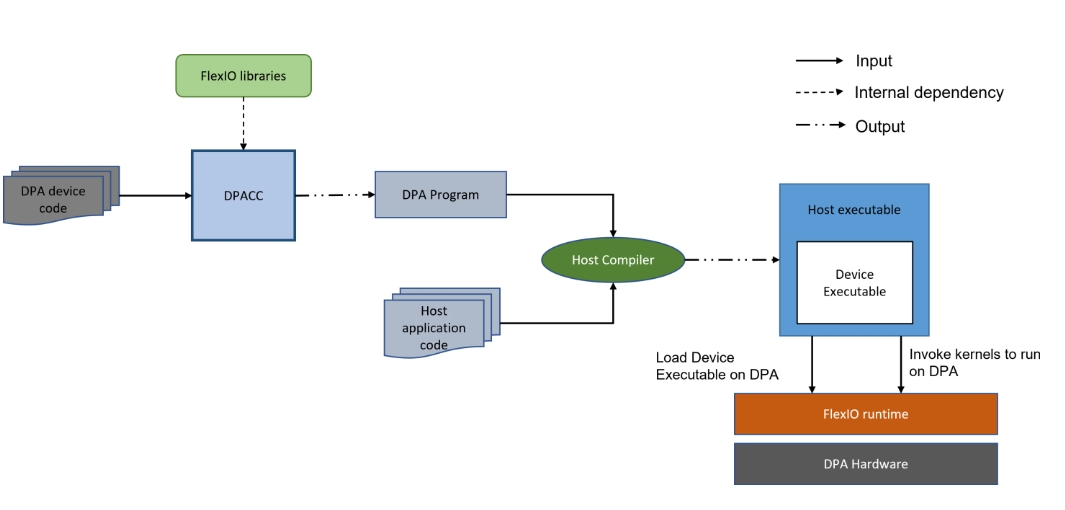 FlexIO libraries
Input
Internal dependency
Output
DPA device
code
DPACC
DPA Program
Host Compiler
Host
application
code
Host executable
Device
Executable
Load Device
Executable on DPA
Invoke kernels to run
on DPA
FlexIO runtime
DPA Hardware